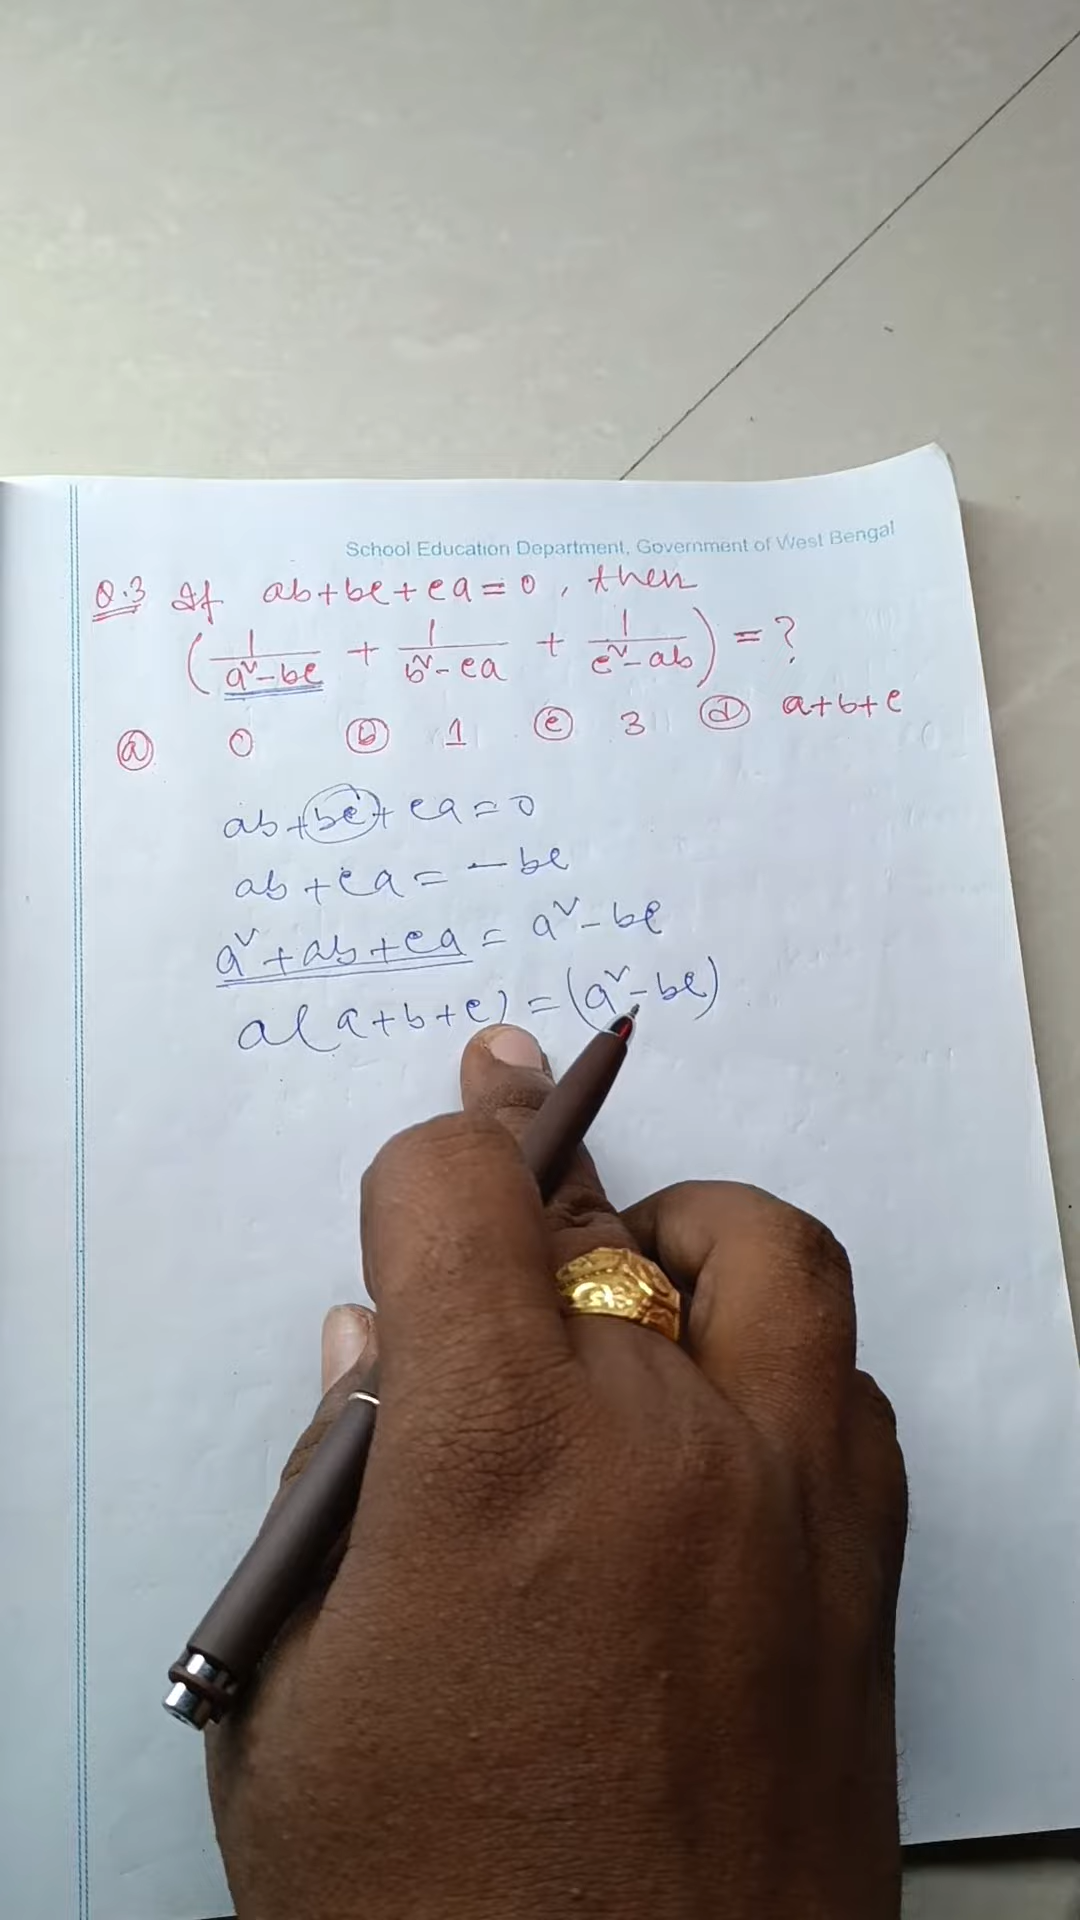 School Education Department, Government of West Bengal
Q.3 If ab+bc+ca=0, then
(1/(a²-bc) + 1/(b²-ca) + 1/(c²-ab)) = ?
(a) 0 (b) 1 (c) 3 (d) a+b+c
ab+bc+ca=0
ab+ca=-bc
a²+ab+ca=a²-bc
a(a+b+c)=(a²-bc)